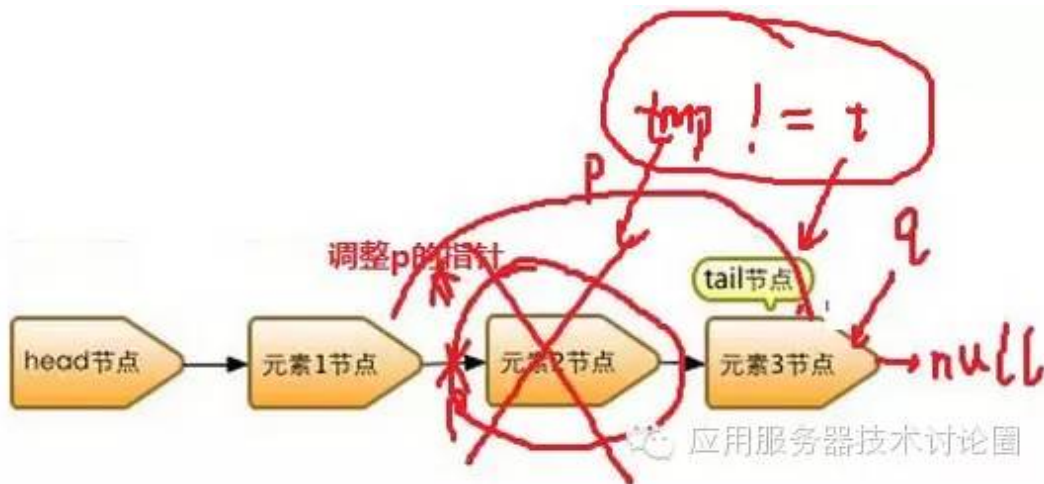 tmp != t
p
q
调整p的指针
tail节点
head节点
元素1节点
元素2节点
元素3节点
null
应用服务器技术讨论圈